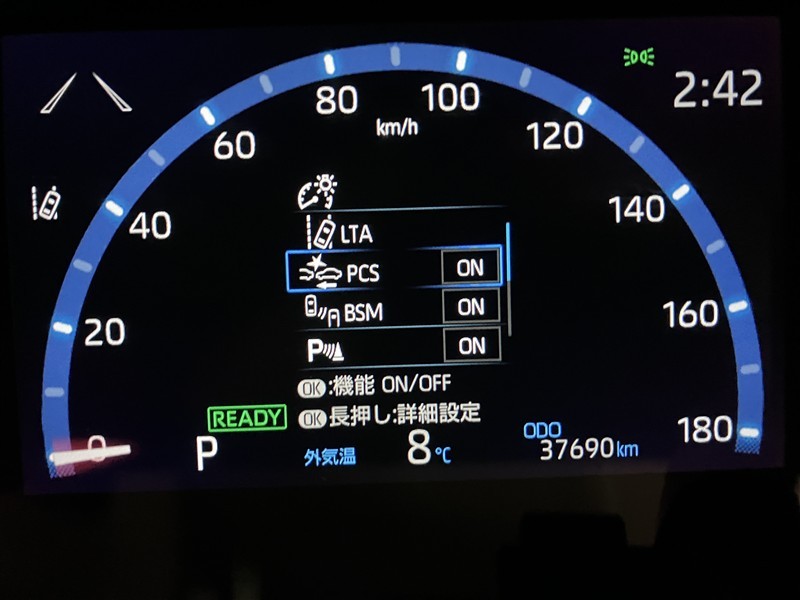 2:42
80
100
km/h
60
120
40
140
LTA
PCS ON
BSM ON
20
160
P ON
OK:機能 ON/OFF
READY
OK長押し:詳細設定
0
P
外気温 8℃
ODO
37690km
180